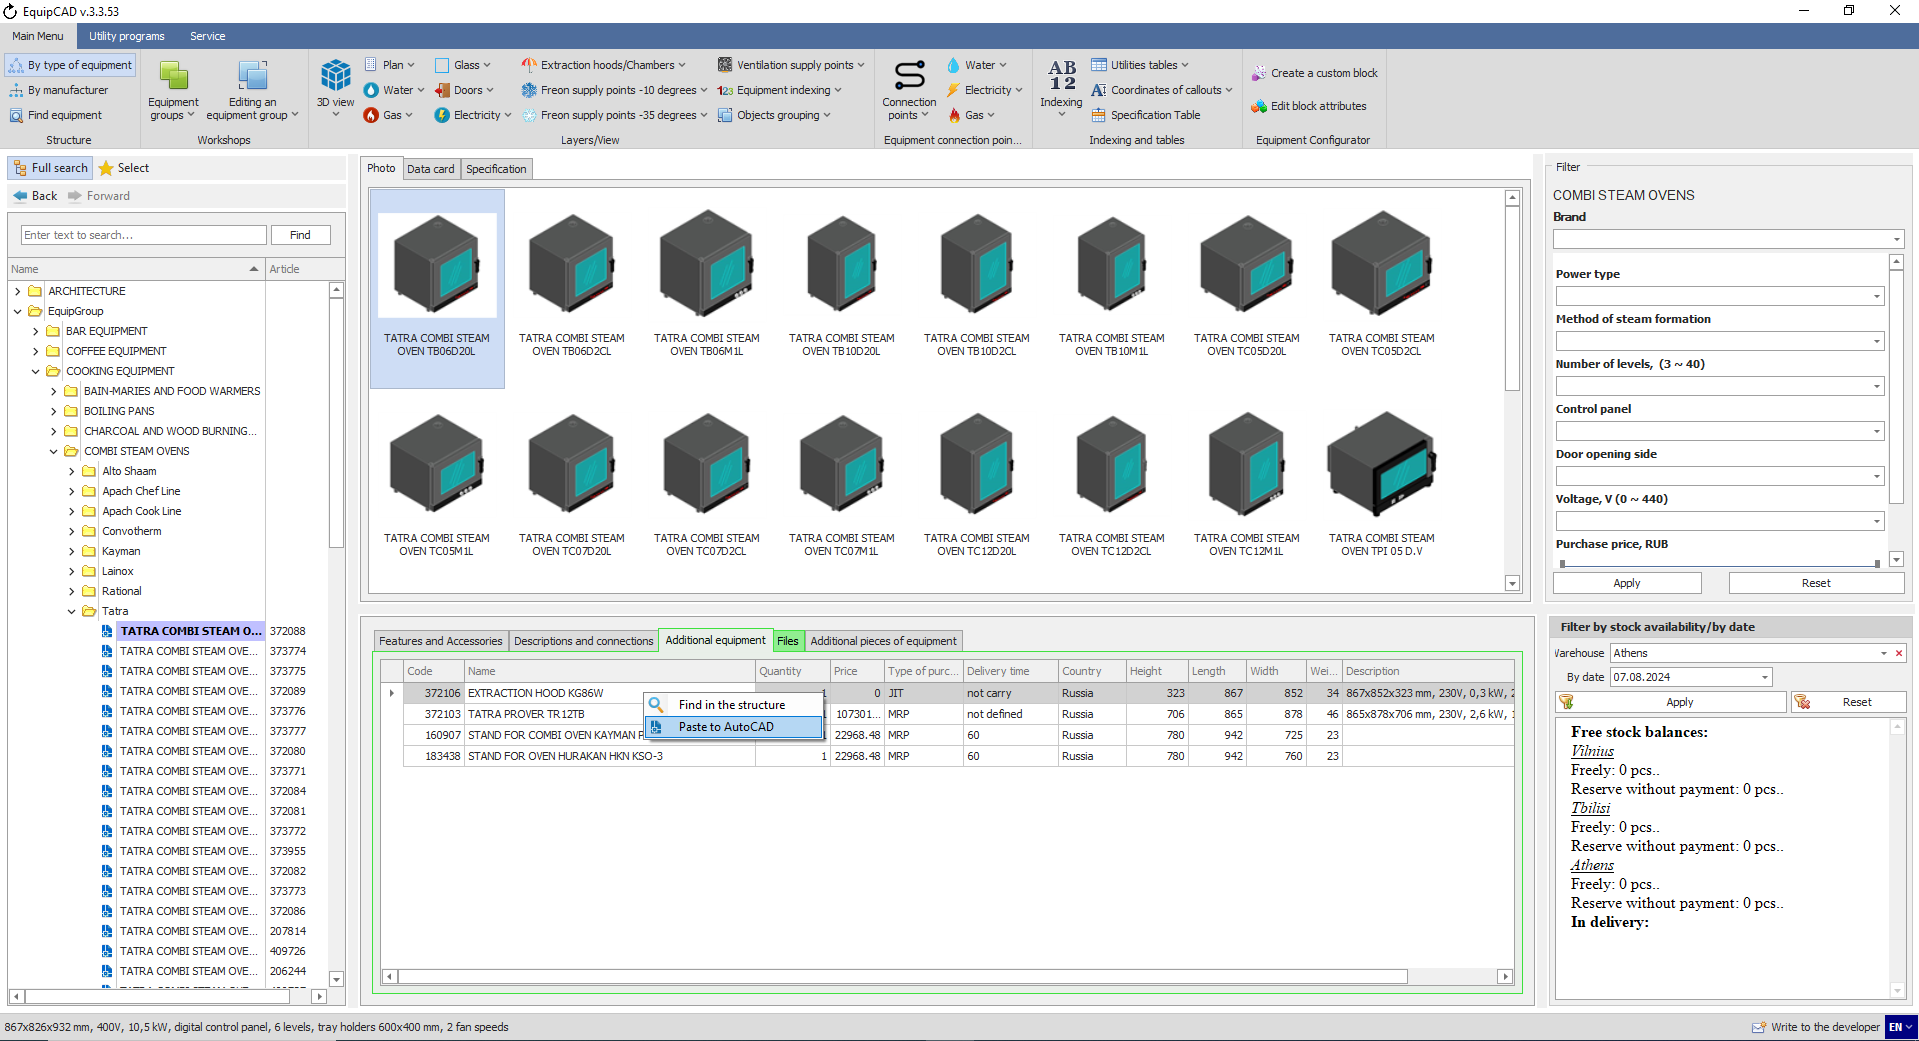 EquipCAD v.3.3.53
Main Menu
Utility programs
Service
By type of equipment
By manufacturer
Find equipment
Structure
Equipment groups
Editing an equipment group
Workshops
3D view
Plan
Water
Gas
Glass
Doors
Electricity
Extraction hoods/Chambers
Freon supply points -10 degrees
Freon supply points -35 degrees
Ventilation supply points
Equipment indexing
Objects grouping
Layers/View
Connection points
Water
Electricity
Gas
Equipment connection poin...
AB
12
Indexing
Utilities tables
Coordinates of callouts
Specification Table
Indexing and tables
Create a custom block
Edit block attributes
Equipment Configurator
Full search
Select
Back
Forward
Enter text to search...
Find
Name
Article
ARCHITECTURE
EquipGroup
BAR EQUIPMENT
COFFEE EQUIPMENT
COOKING EQUIPMENT
BAIN-MARIES AND FOOD WARMERS
BOILING PANS
CHARCOAL AND WOOD BURNING...
COMBI STEAM OVENS
Alto Shaam
Apach Chef Line
Apach Cook Line
Convotherm
Kayman
Lainox
Rational
Tatra
TATRA COMBI STEAM O... 372088
TATRA COMBI STEAM OVE... 373774
TATRA COMBI STEAM OVE... 373775
TATRA COMBI STEAM OVE... 372089
TATRA COMBI STEAM OVE... 373776
TATRA COMBI STEAM OVE... 373777
TATRA COMBI STEAM OVE... 372080
TATRA COMBI STEAM OVE... 373771
TATRA COMBI STEAM OVE... 372084
TATRA COMBI STEAM OVE... 372081
TATRA COMBI STEAM OVE... 373772
TATRA COMBI STEAM OVE... 373955
TATRA COMBI STEAM OVE... 372082
TATRA COMBI STEAM OVE... 373773
TATRA COMBI STEAM OVE... 372086
TATRA COMBI STEAM OVE... 207814
TATRA COMBI STEAM OVE... 409726
TATRA COMBI STEAM OVE... 206244
Photo
Data card
Specification
TATRA COMBI STEAM OVEN TB06D20L
TATRA COMBI STEAM OVEN TB06D2CL
TATRA COMBI STEAM OVEN TB06M1L
TATRA COMBI STEAM OVEN TB10D20L
TATRA COMBI STEAM OVEN TB10D2CL
TATRA COMBI STEAM OVEN TB10M1L
TATRA COMBI STEAM OVEN TC05D20L
TATRA COMBI STEAM OVEN TC05D2CL
TATRA COMBI STEAM OVEN TC05M1L
TATRA COMBI STEAM OVEN TC07D20L
TATRA COMBI STEAM OVEN TC07D2CL
TATRA COMBI STEAM OVEN TC07M1L
TATRA COMBI STEAM OVEN TC12D20L
TATRA COMBI STEAM OVEN TC12D2CL
TATRA COMBI STEAM OVEN TC12M1L
TATRA COMBI STEAM OVEN TPI 05 D.V
Features and Accessories
Descriptions and connections
Additional equipment
Files
Additional pieces of equipment
Code Name Quantity Price Type of purc... Delivery time Country Height Length Width Wei... Description
372106 EXTRACTION HOOD KG86W 1 0 JIT not carry Russia 323 867 852 34 867x852x323 mm, 230V, 0,3 kW, 2
372103 TATRA PROVER TR12TB 1 107301... MRP not defined Russia 706 865 878 46 865x878x706 mm, 230V, 2,6 kW,
160907 STAND FOR COMBI OVEN KAYMAN 1 22968.48 MRP 60 Russia 780 942 725 23
183438 STAND FOR OVEN HURAKAN HKN KSO-3 1 22968.48 MRP 60 Russia 780 942 760 23
Find in the structure
Paste to AutoCAD
Filter
COMBI STEAM OVENS
Brand
Power type
Method of steam formation
Number of levels, (3 ~ 40)
Control panel
Door opening side
Voltage, V (0 ~ 440)
Purchase price, RUB
Apply
Reset
Filter by stock availability/by date
Warehouse Athens
By date 07.08.2024
Apply
Reset
Free stock balances:
Vilnius
Freely: 0 pcs..
Reserve without payment: 0 pcs..
Tbilisi
Freely: 0 pcs..
Reserve without payment: 0 pcs..
Athens
Freely: 0 pcs..
Reserve without payment: 0 pcs..
In delivery:
867x826x932 mm, 400V, 10,5 kW, digital control panel, 6 levels, tray holders 600x400 mm, 2 fan speeds
Write to the developer
EN